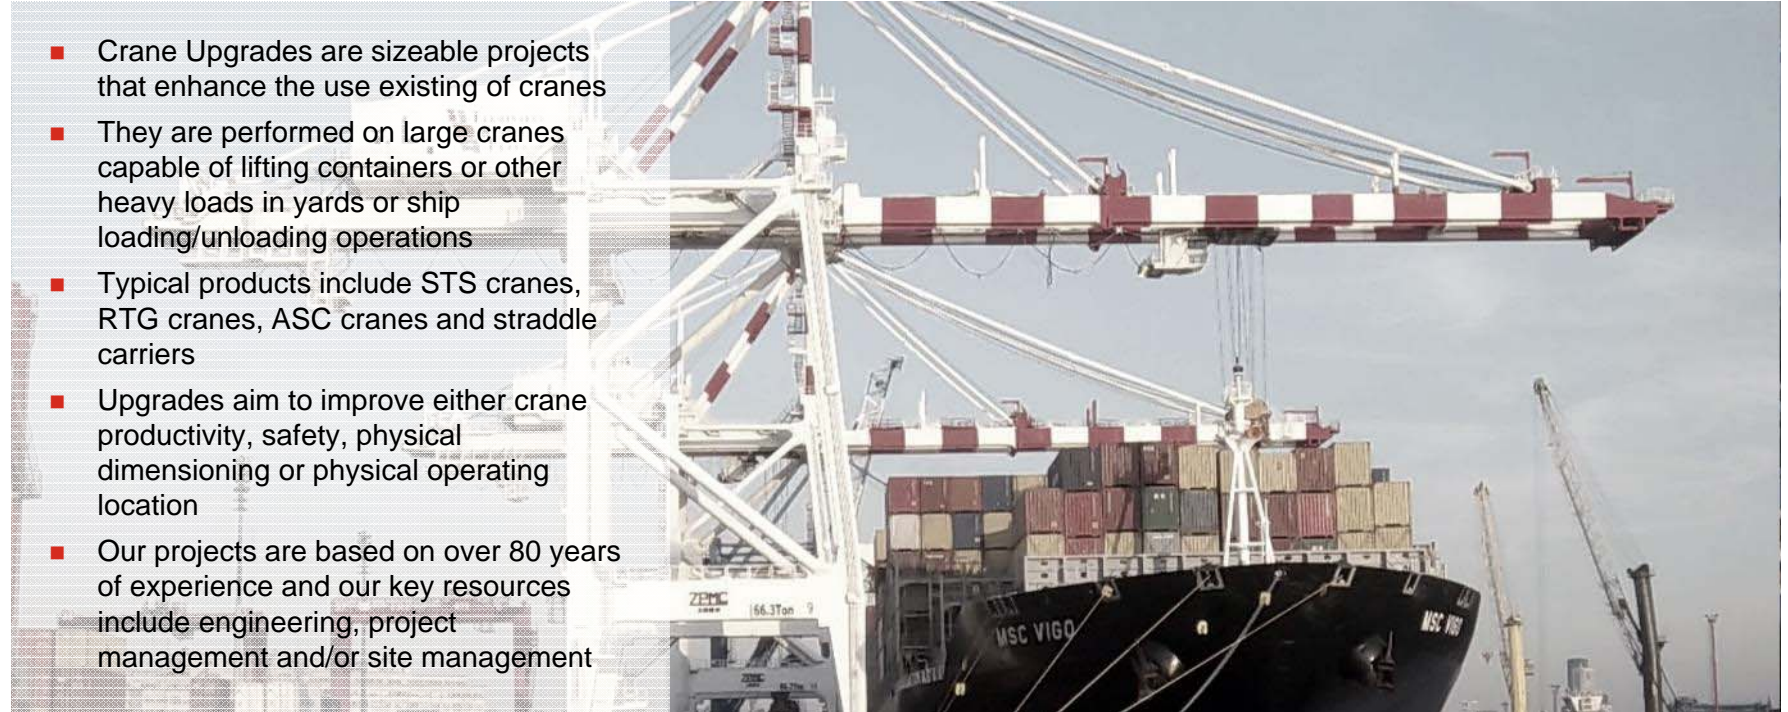 Crane Upgrades are sizeable projects
that enhance the use existing of cranes
They are performed on large cranes
capable of lifting containers or other
heavy loads in yards or ship
loading/unloading operations
Typical products include STS cranes,
RTG cranes, ASC cranes and straddle
carriers
Upgrades aim to improve either crane
productivity, safety, physical
dimensioning or physical operating
location
Our projects are based on over 80 years
of experience and our key resources
include engineering, project
management and/or site management
ZPMC
66.3Ton 9
MSC VIGO
MSC VIGO
ZPMC